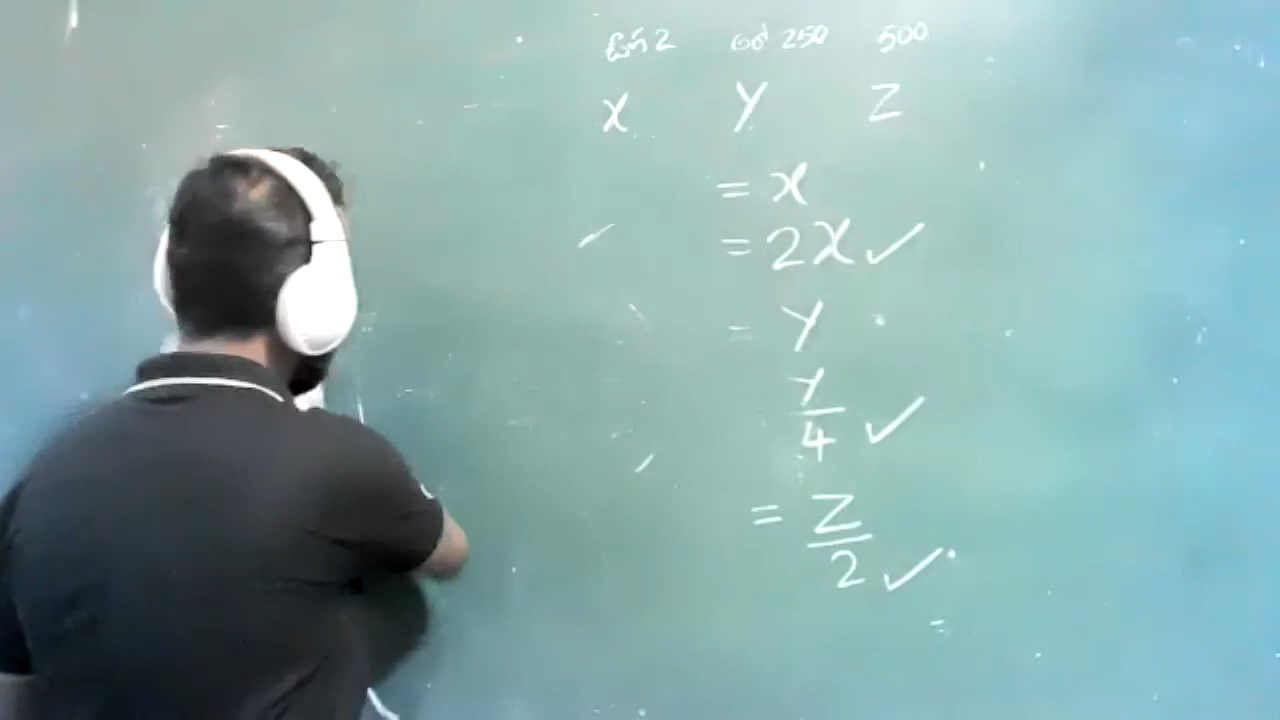 2 250 500
x y z
= x
= 2x ✓
= y
y/4 ✓
= z/2 ✓
=